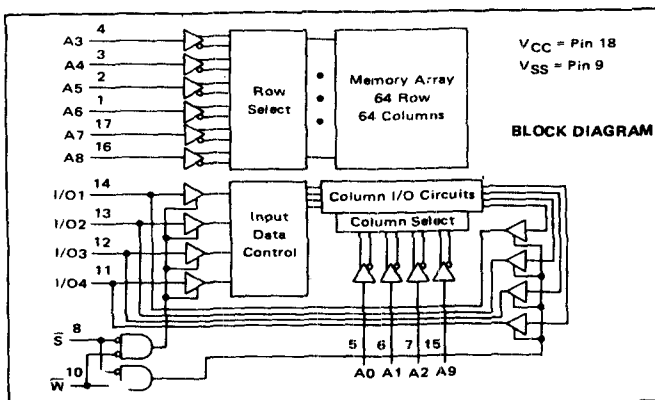 A3 4
A4 3
A5 2
A6 1
A7 17
A8 16
Row
Select
Memory Array
64 Row
64 Columns
VCC = Pin 18
VSS = Pin 9
BLOCK DIAGRAM
I/O1 14
I/O2 13
I/O3 12
I/O4 11
Input
Data
Control
Column I/O Circuits
Column Select
S̅ 8
W̅ 10
5 6 7 15
A0 A1 A2 A9